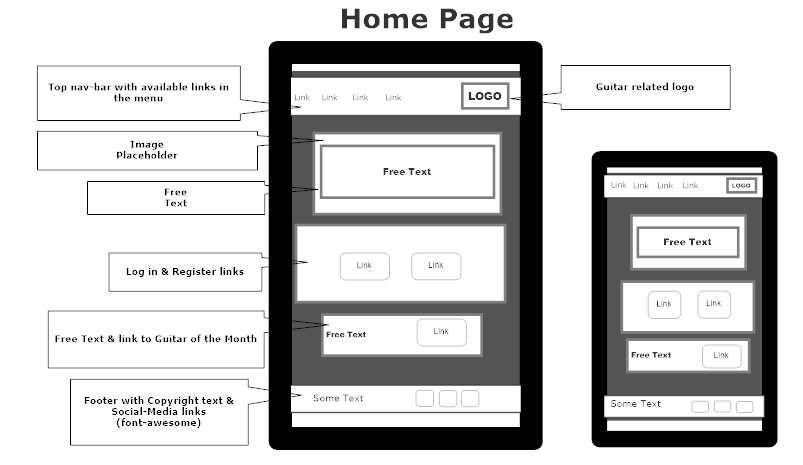 Home Page
Top nav-bar with available links in
the menu
Image
Placeholder
Free
Text
Log in & Register links
Free Text & link to Guitar of the Month
Footer with Copyright text &
Social-Media links
(font-awesome)
Link Link Link Link LOGO
Free Text
Link Link
Free Text Link
Some Text
Guitar related logo
Link Link Link Link LOGO
Free Text
Link Link
Free Text Link
Some Text